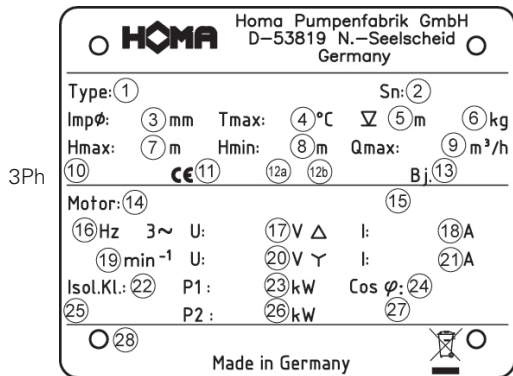 HOMA Homa Pumpenfabrik GmbH
D-53819 N.-Seelscheid
Germany
Type: 1 Sn: 2
ImpØ: 3 mm Tmax: 4 °C 5 m 6 kg
Hmax: 7 m Hmin: 8 m Qmax: 9 m³/h
3Ph
10 CE 11 12a 12b Bj. 13
Motor: 14 15
16 Hz 3~ U: 17 V △ I: 18 A
19 min⁻¹ U: 20 V Y I: 21 A
Isol.Kl.: 22 P1: 23 kW Cos φ: 24
25 P2: 26 kW 27
28
Made in Germany